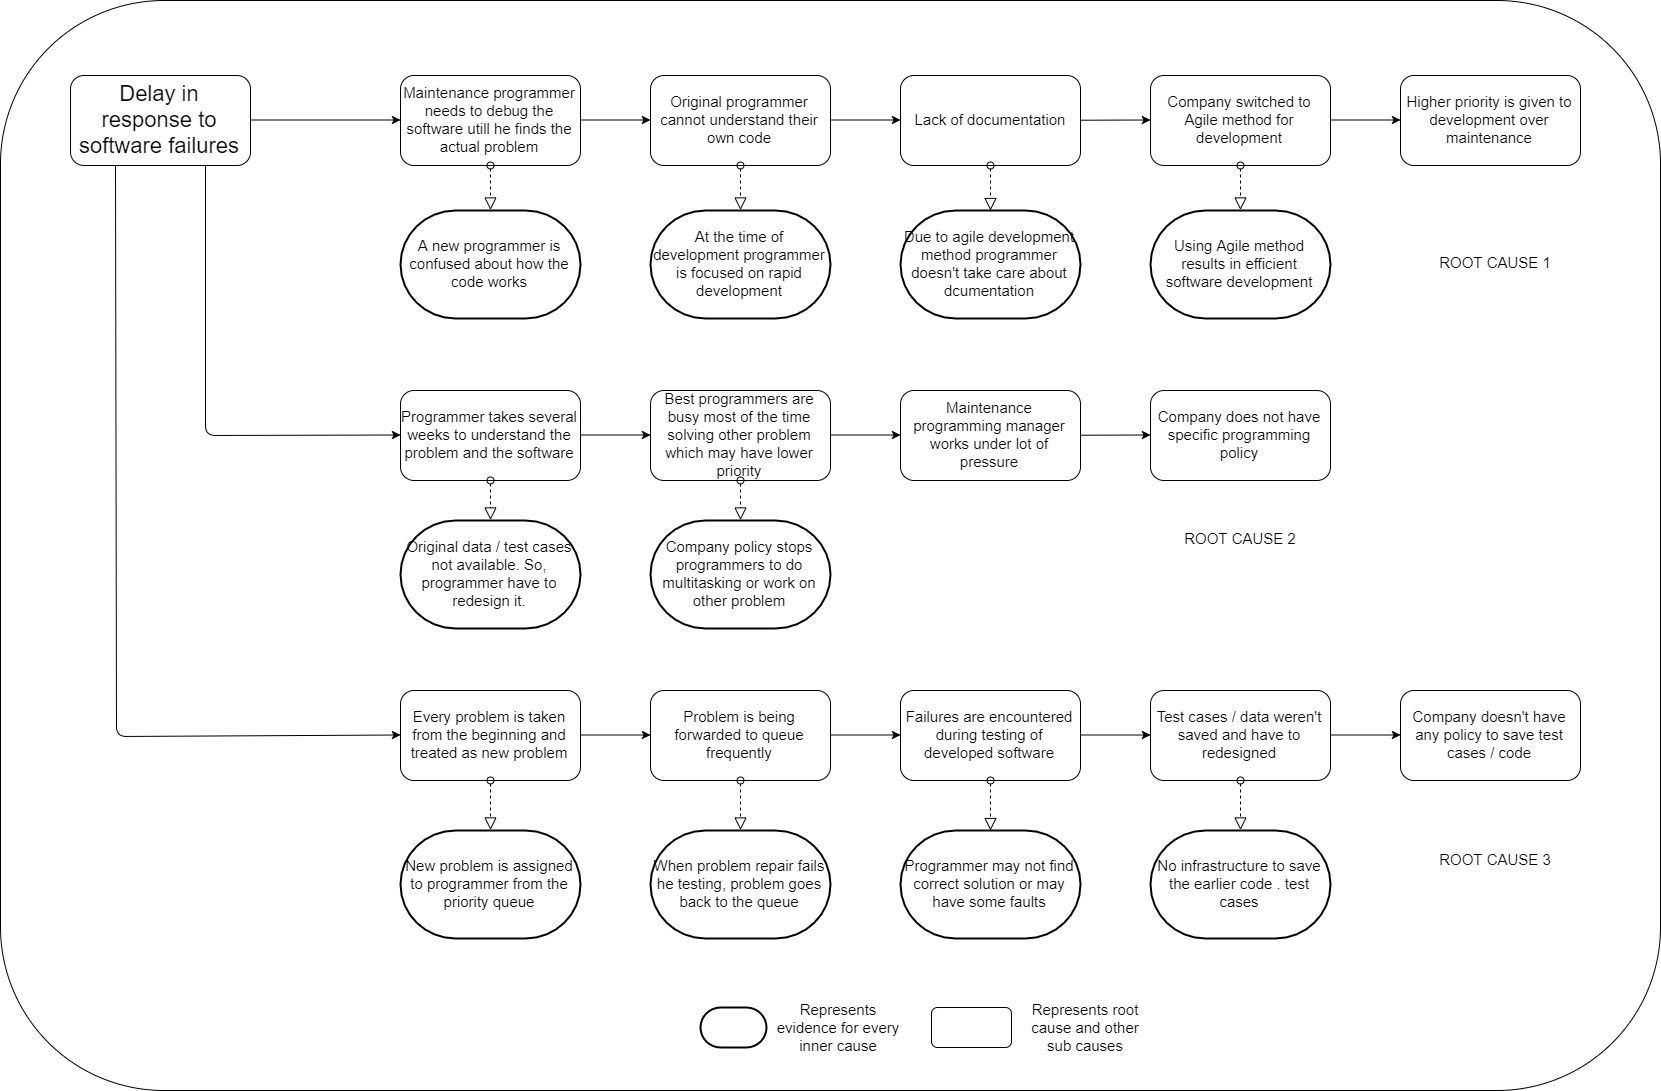 Delay in
response to
software failures
Maintenance programmer
needs to debug the
software utill he finds the
actual problem
Original programmer
cannot understand their
own code
Lack of documentation
Company switched to
Agile method for
development
Higher priority is given to
development over
maintenance
A new programmer is
confused about how the
code works
At the time of
development programmer
is focused on rapid
development
Due to agile development
method programmer
doesn't take care about
dcumentation
Using Agile method
results in efficient
software development
ROOT CAUSE 1
Programmer takes several
weeks to understand the
problem and the software
Best programmers are
busy most of the time
solving other problem
which may have lower
priority
Maintenance
programming manager
works under lot of
pressure
Company does not have
specific programming
policy
Original data / test cases
not available. So,
programmer have to
redesign it.
Company policy stops
programmers to do
multitasking or work on
other problem
ROOT CAUSE 2
Every problem is taken
from the beginning and
treated as new problem
Problem is being
forwarded to queue
frequently
Failures are encountered
during testing of
developed software
Test cases / data weren't
saved and have to
redesigned
Company doesn't have
any policy to save test
cases / code
New problem is assigned
to programmer from the
priority queue
When problem repair fails
he testing, problem goes
back to the queue
Programmer may not find
correct solution or may
have some faults
No infrastructure to save
the earlier code . test
cases
ROOT CAUSE 3
Represents
evidence for every
inner cause
Represents root
cause and other
sub causes